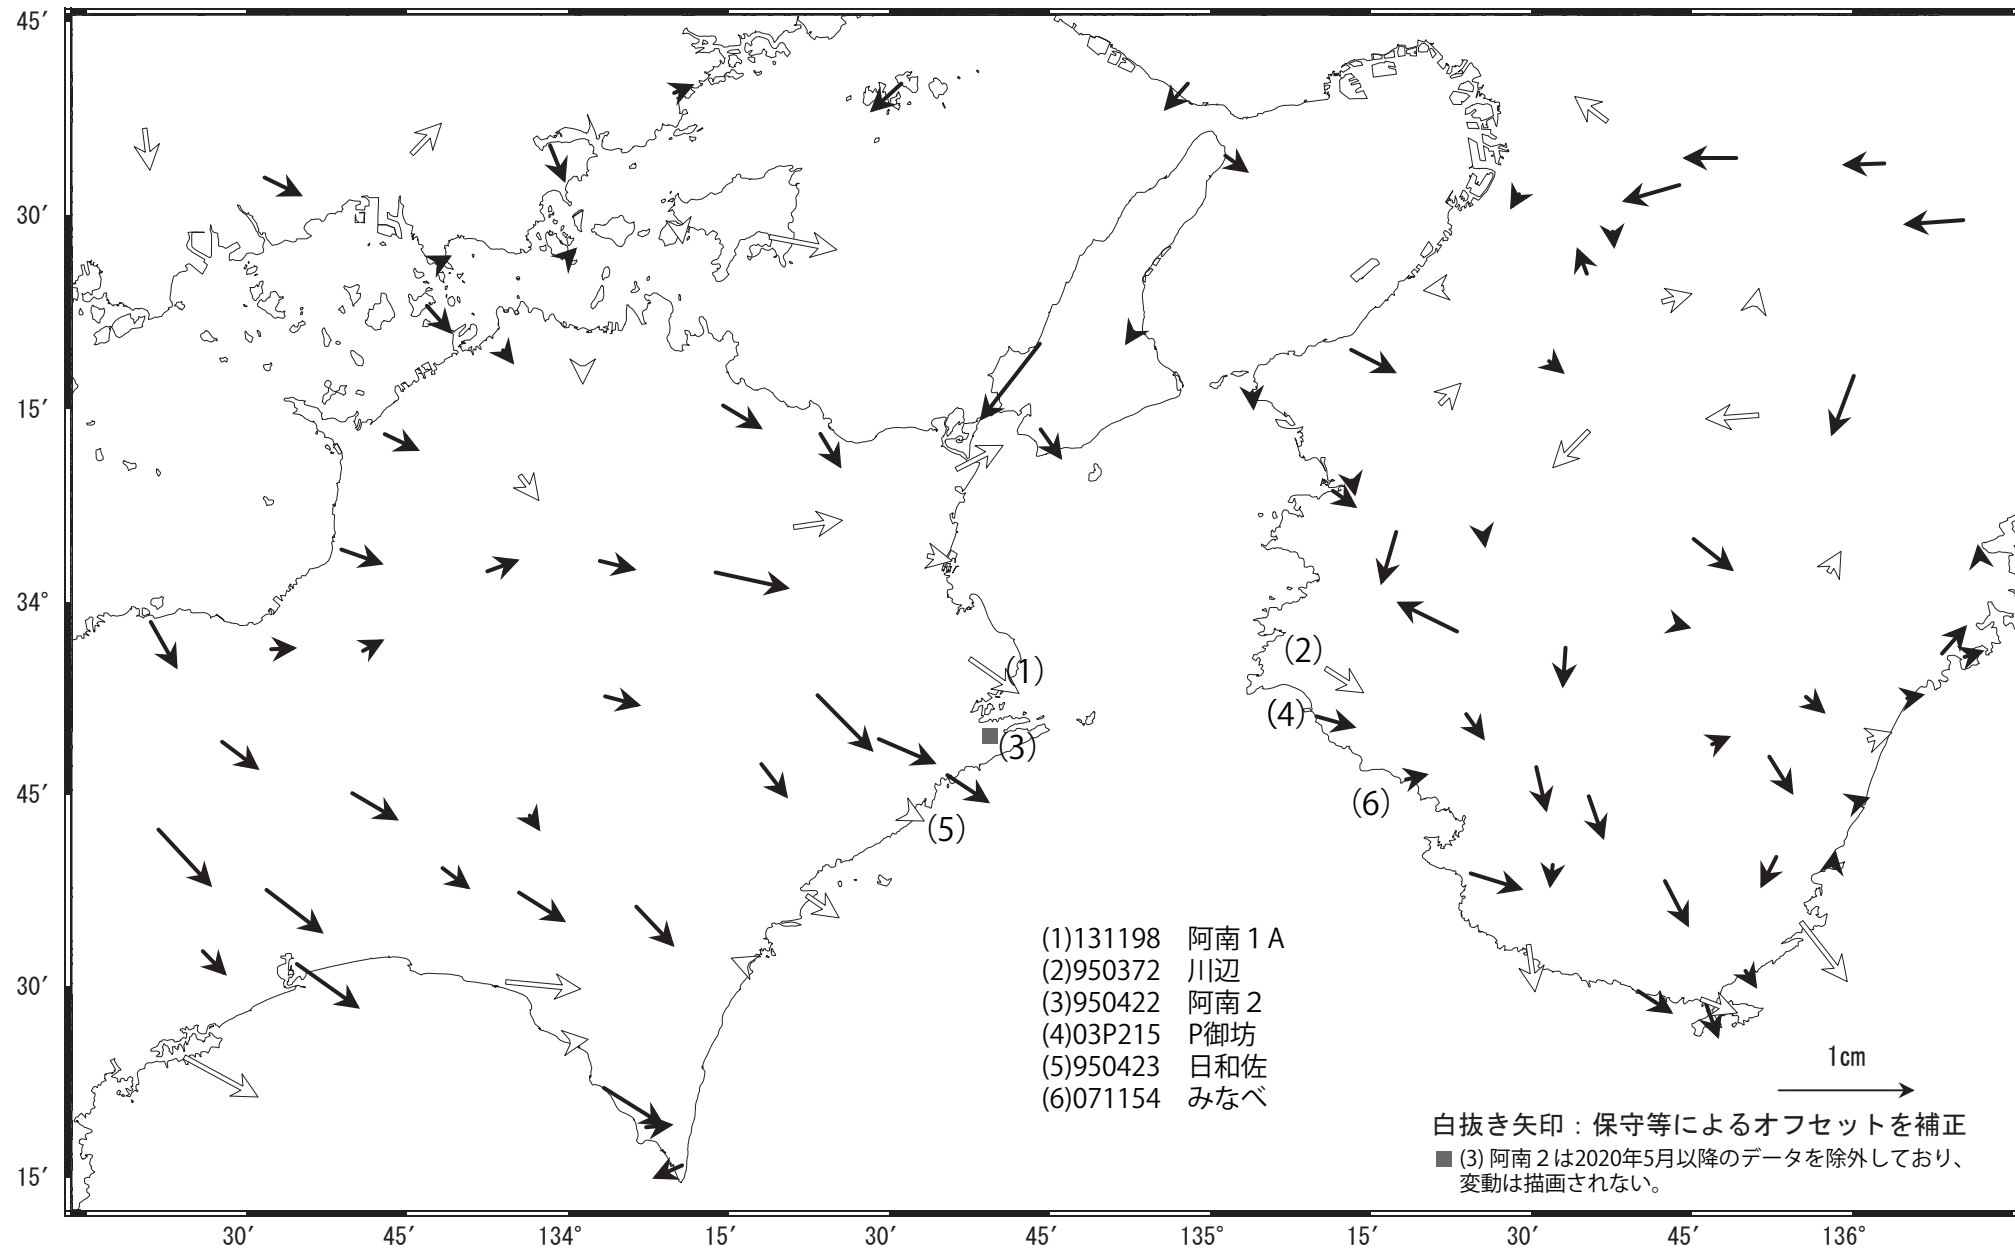 45′
30′
15′
34°
45′
30′
15′
(1)
(2)
(3)
(4)
(5)
(6)
(1)131198 阿南１A
(2)950372 川辺
(3)950422 阿南２
(4)03P215 P御坊
(5)950423 日和佐
(6)071154 みなべ
1cm
白抜き矢印：保守等によるオフセットを補正
(3) 阿南２は2020年5月以降のデータを除外しており、
変動は描画されない。
30′ 45′ 134° 15′ 30′ 45′ 135° 15′ 30′ 45′ 136°